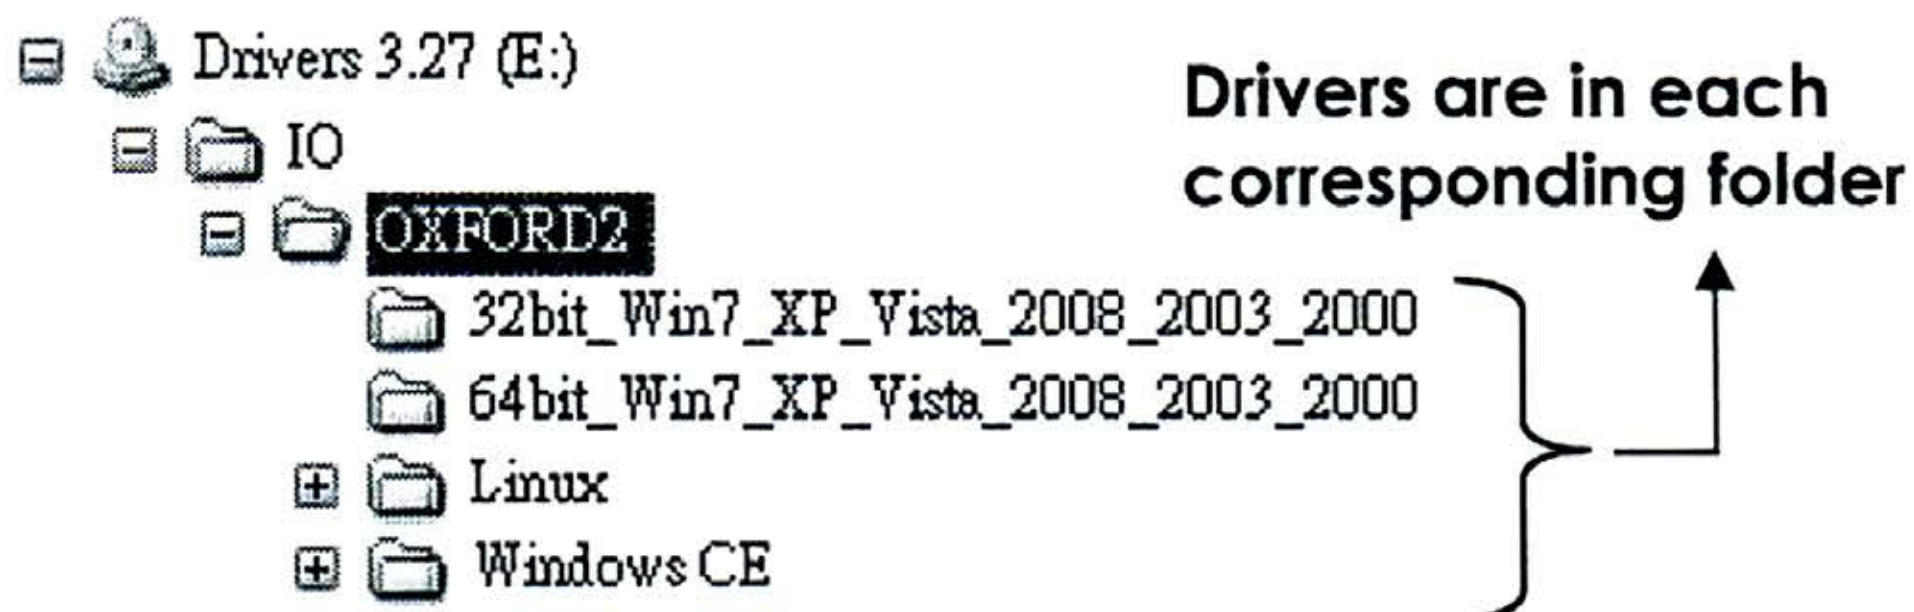 Drivers 3.27 (E:)
IO
OXFORD2
32bit_Win7_XP_Vista_2008_2003_2000
64bit_Win7_XP_Vista_2008_2003_2000
Linux
Windows CE
Drivers are in each
corresponding folder